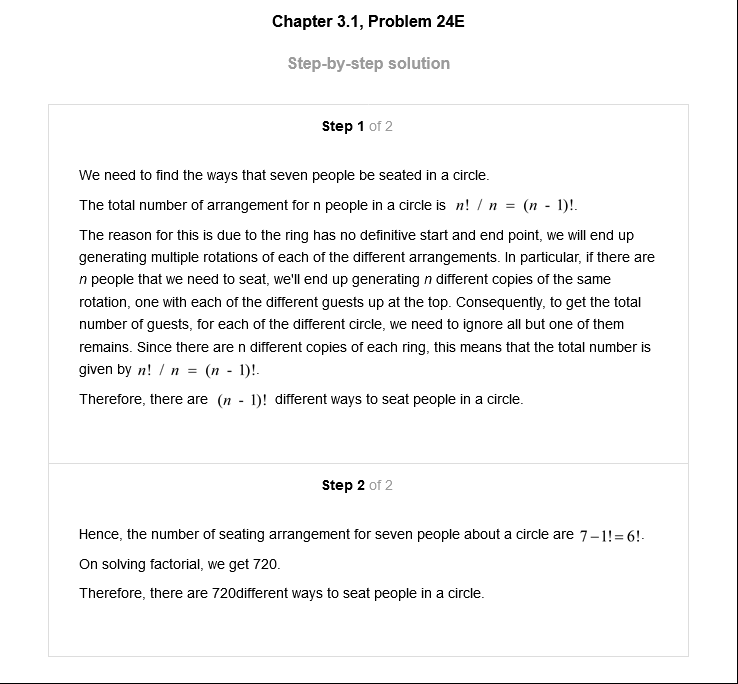 Chapter 3.1, Problem 24E
Step-by-step solution
Step 1 of 2
We need to find the ways that seven people be seated in a circle.
The total number of arrangement for n people in a circle is n! / n = (n - 1)!.
The reason for this is due to the ring has no definitive start and end point, we will end up
generating multiple rotations of each of the different arrangements. In particular, if there are
n people that we need to seat, we'll end up generating n different copies of the same
rotation, one with each of the different guests up at the top. Consequently, to get the total
number of guests, for each of the different circle, we need to ignore all but one of them
remains. Since there are n different copies of each ring, this means that the total number is
given by n! / n = (n - 1)!.
Therefore, there are (n - 1)! different ways to seat people in a circle.
Step 2 of 2
Hence, the number of seating arrangement for seven people about a circle are 7−1!=6!.
On solving factorial, we get 720.
Therefore, there are 720different ways to seat people in a circle.